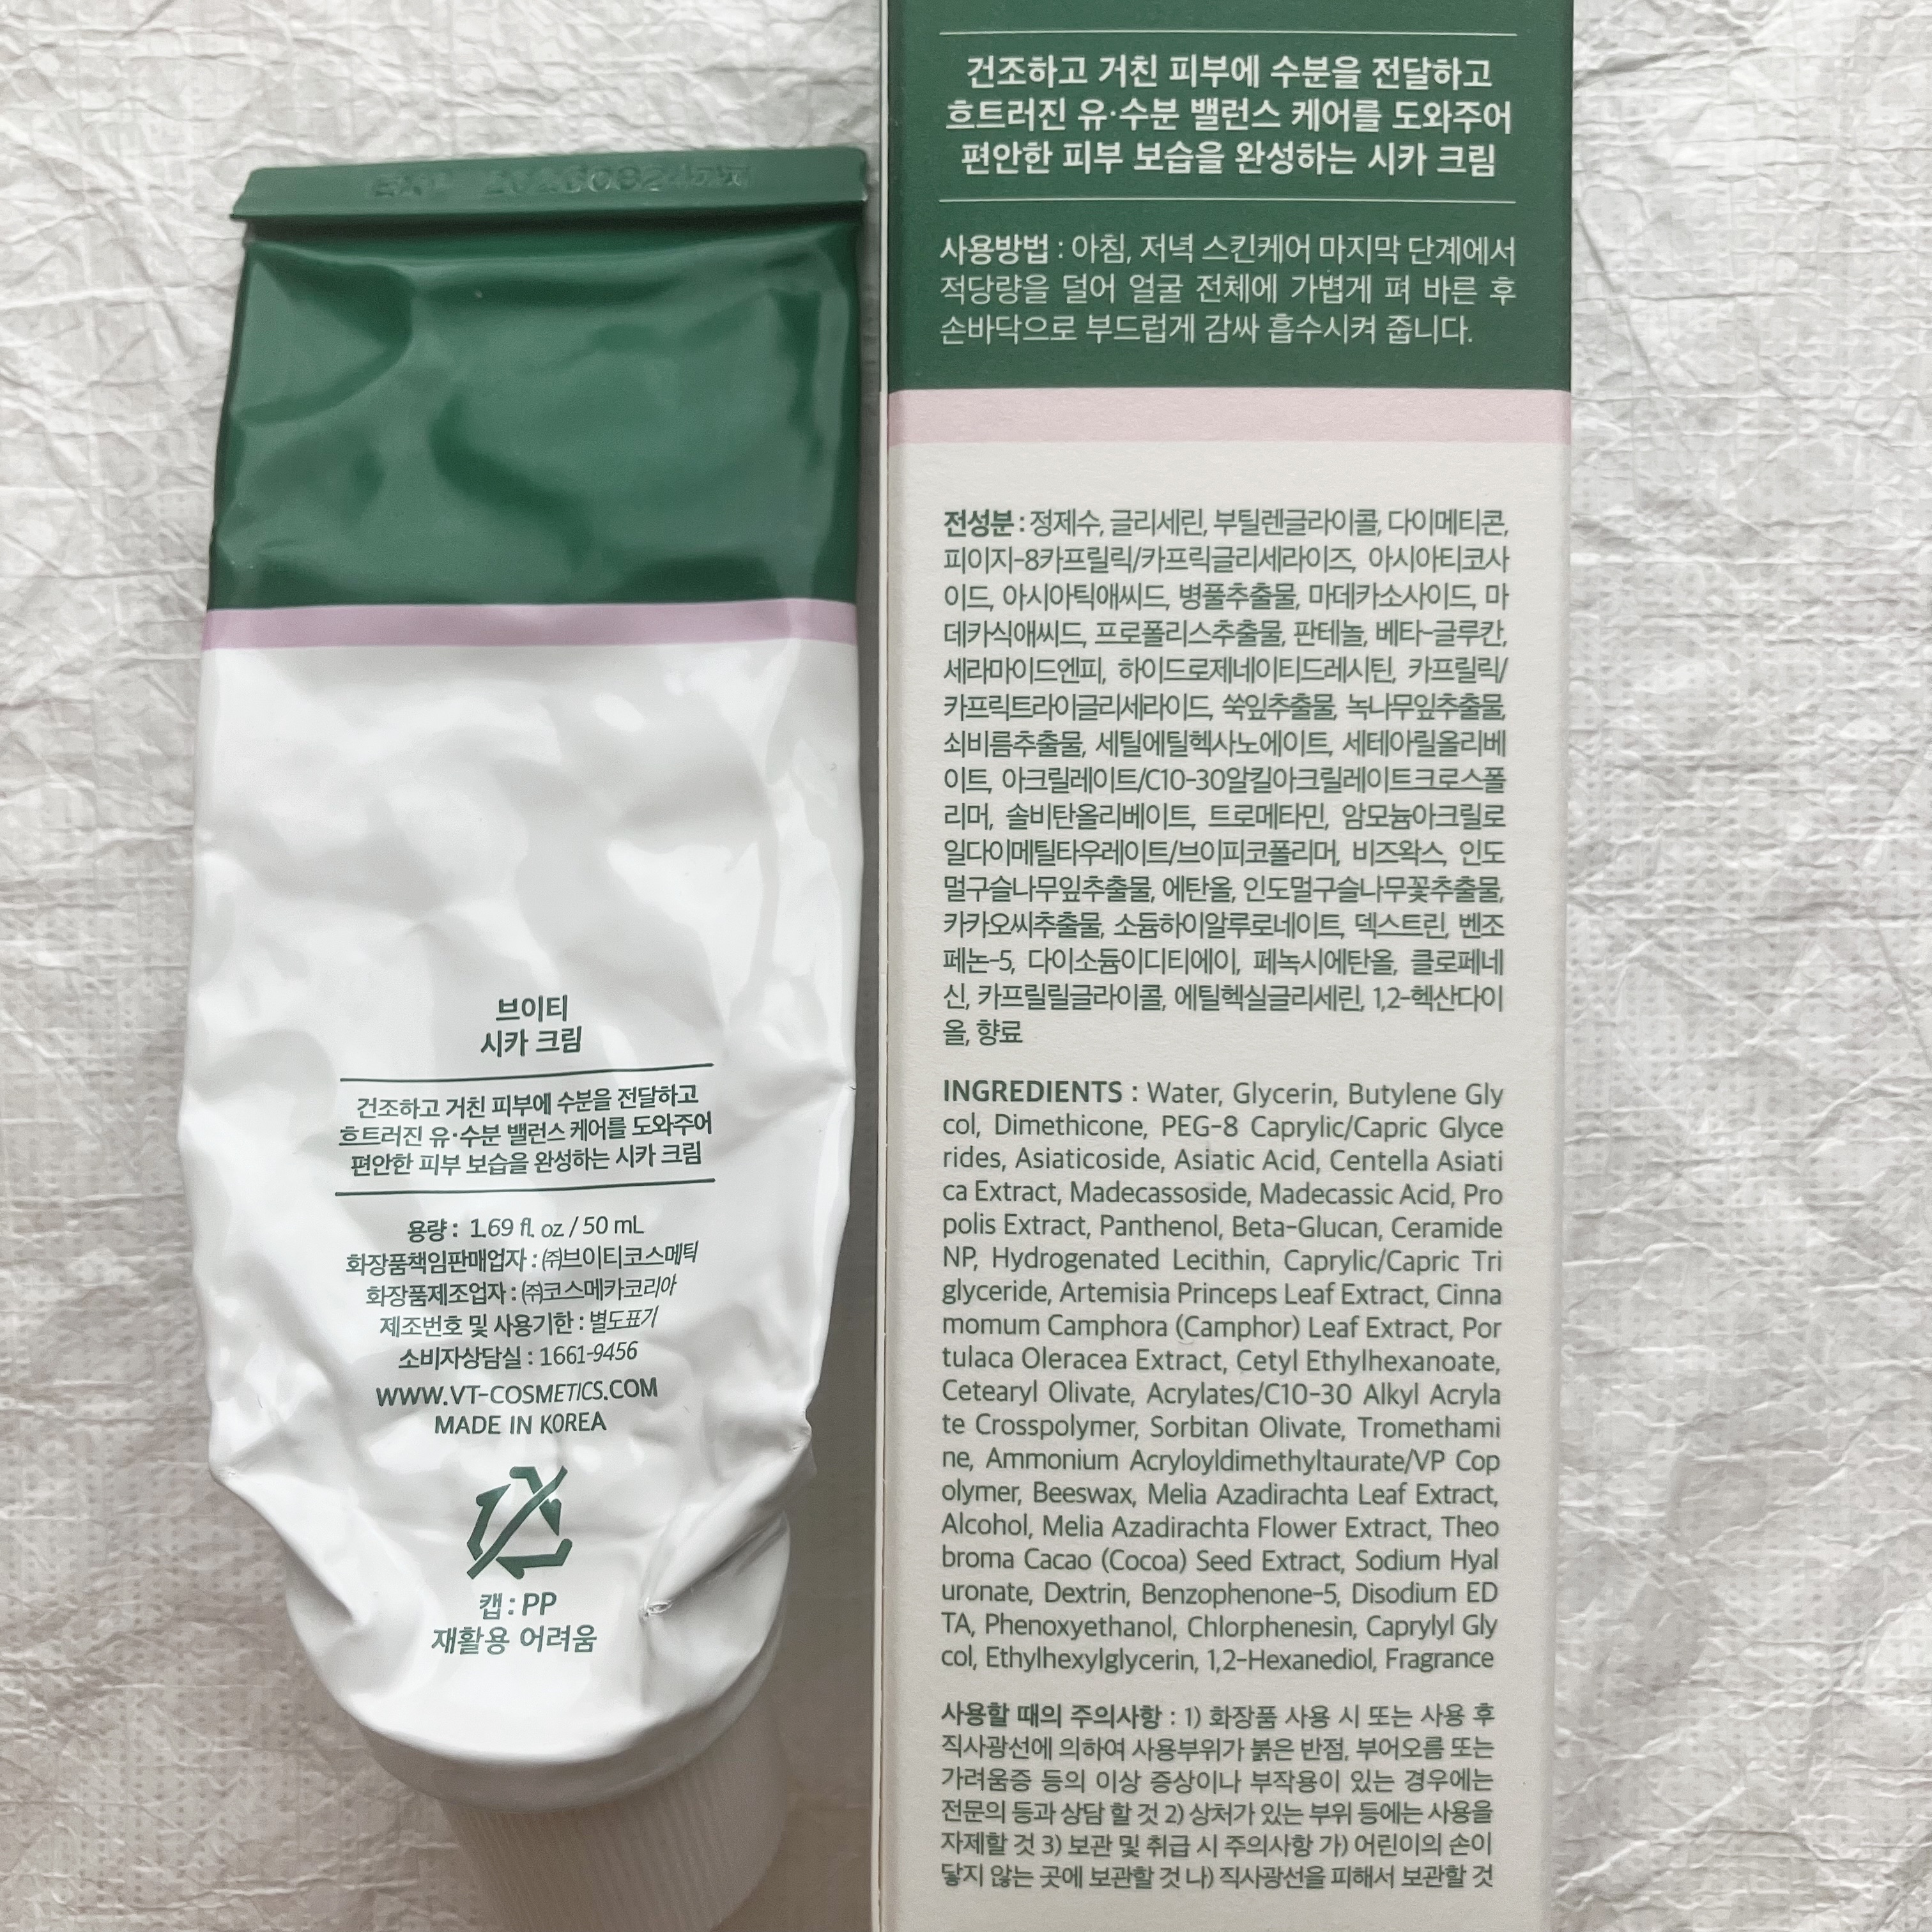 브이티
시카 크림
건조하고 거친 피부에 수분을 전달하고
흐트러진 유·수분 밸런스 케어를 도와주어
편안한 피부 보습을 완성하는 시카 크림
용량 : 1.69 fl. oz / 50 mL
화장품책임판매업자 : ㈜브이티코스메틱
화장품제조업자 : ㈜코스메카코리아
제조번호 및 사용기한 : 별도표기
소비자상담실 : 1661-9456
WWW.VT-COSMETICS.COM
MADE IN KOREA
캡 : PP
재활용 어려움
건조하고 거친 피부에 수분을 전달하고
흐트러진 유·수분 밸런스 케어를 도와주어
편안한 피부 보습을 완성하는 시카 크림
사용방법 : 아침, 저녁 스킨케어 마지막 단계에서
적당량을 덜어 얼굴 전체에 가볍게 펴 바른 후
손바닥으로 부드럽게 감싸 흡수시켜 줍니다.
전성분 : 정제수, 글리세린, 부틸렌글라이콜, 다이메티콘,
피이지-8카프릴릭/카프릭글리세라이즈, 아시아티코사
이드, 아시아틱애씨드, 병풀추출물, 마데카소사이드, 마
데카식애씨드, 프로폴리스추출물, 판테놀, 베타-글루칸,
세라마이드엔피, 하이드로제네이티드레시틴, 카프릴릭/
카프릭트라이글리세라이드, 쑥잎추출물, 녹나무잎추출물,
쇠비름추출물, 세틸에틸헥사노에이트, 세테아릴올리베
이트, 아크릴레이트/C10-30알킬아크릴레이트크로스폴
리머, 솔비탄올리베이트, 트로메타민, 암모늄아크릴로
일다이메틸타우레이트/브이피코폴리머, 비즈왁스, 인도
멀구슬나무잎추출물, 에탄올, 인도멀구슬나무꽃추출물,
카카오씨추출물, 소듐하이알루로네이트, 덱스트린, 벤조
페논-5, 다이소듐이디티에이, 페녹시에탄올, 클로페네
신, 카프릴릴글라이콜, 에틸헥실글리세린, 1,2-헥산다이
올, 향료
INGREDIENTS : Water, Glycerin, Butylene Gly
col, Dimethicone, PEG-8 Caprylic/Capric Glyce
rides, Asiaticoside, Asiatic Acid, Centella Asiati
ca Extract, Madecassoside, Madecassic Acid, Pro
polis Extract, Panthenol, Beta-Glucan, Ceramide
NP, Hydrogenated Lecithin, Caprylic/Capric Tri
glyceride, Artemisia Princeps Leaf Extract, Cinna
momum Camphora (Camphor) Leaf Extract, Por
tulaca Oleracea Extract, Cetyl Ethylhexanoate,
Cetearyl Olivate, Acrylates/C10-30 Alkyl Acryla
te Crosspolymer, Sorbitan Olivate, Tromethami
ne, Ammonium Acryloyldimethyltaurate/VP Cop
olymer, Beeswax, Melia Azadirachta Leaf Extract,
Alcohol, Melia Azadirachta Flower Extract, Theo
broma Cacao (Cocoa) Seed Extract, Sodium Hyal
uronate, Dextrin, Benzophenone-5, Disodium ED
TA, Phenoxyethanol, Chlorphenesin, Caprylyl Gly
col, Ethylhexylglycerin, 1,2-Hexanediol, Fragrance
사용할 때의 주의사항 : 1) 화장품 사용 시 또는 사용 후
직사광선에 의하여 사용부위가 붉은 반점, 부어오름 또는
가려움증 등의 이상 증상이나 부작용이 있는 경우에는
전문의 등과 상담 할 것 2) 상처가 있는 부위 등에는 사용을
자제할 것 3) 보관 및 취급 시 주의사항 가) 어린이의 손이
닿지 않는 곳에 보관할 것 나) 직사광선을 피해서 보관할 것